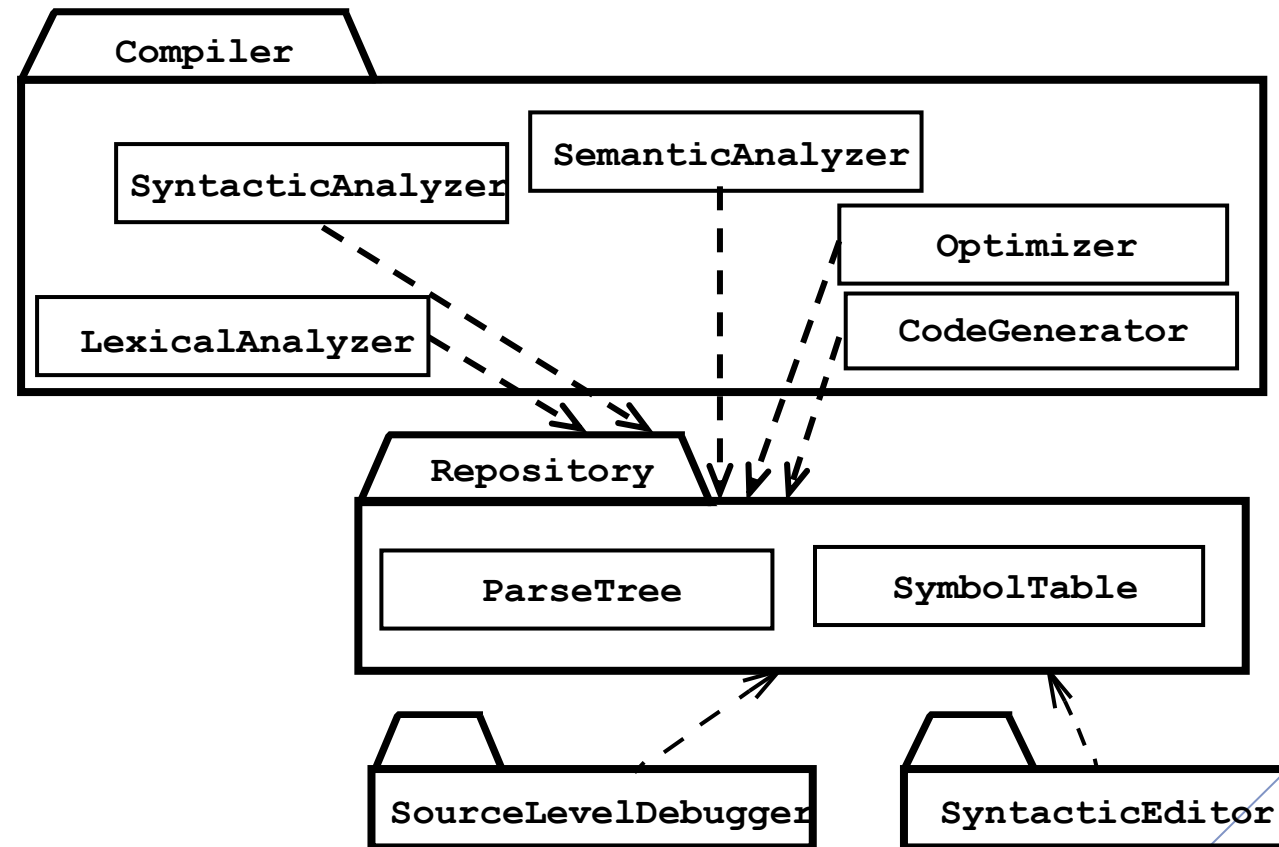 Compiler
SemanticAnalyzer
SyntacticAnalyzer
Optimizer
CodeGenerator
LexicalAnalyzer
Repository
ParseTree
SymbolTable
SourceLevelDebugger
SyntacticEditor